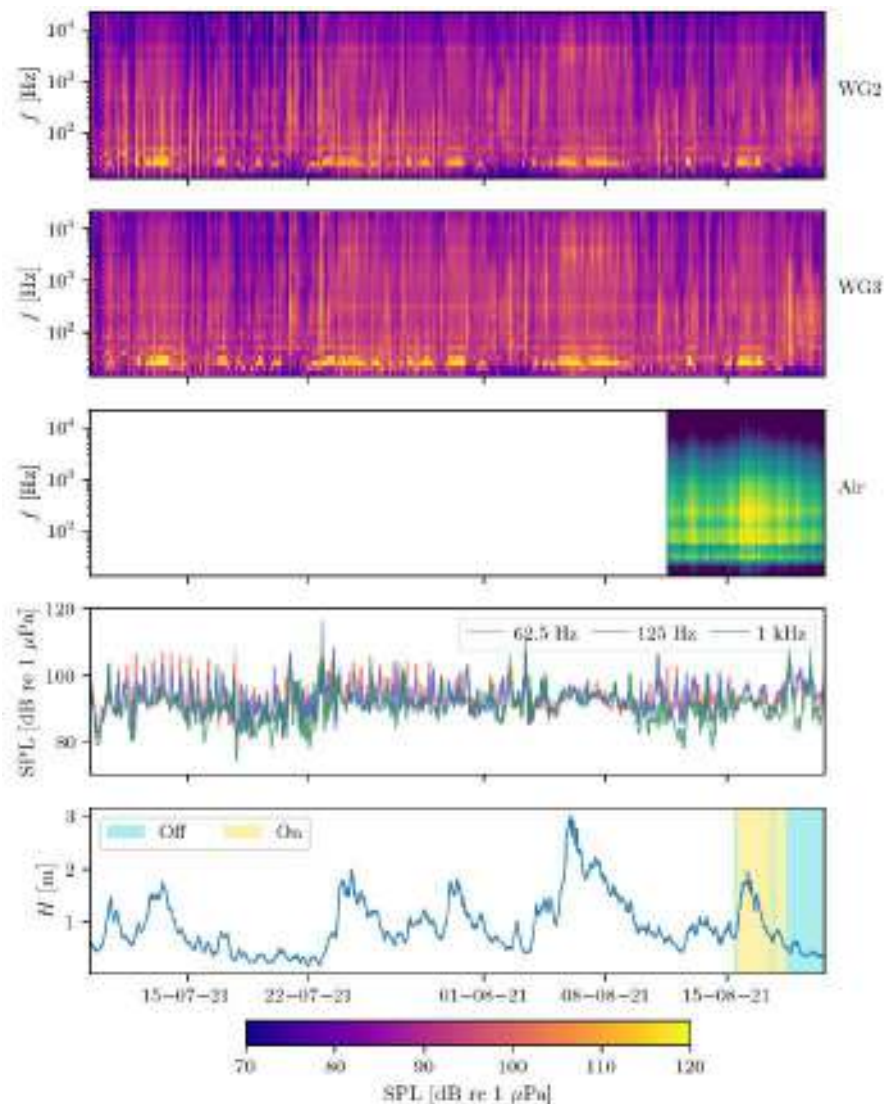 10⁴
10³
10²
f [Hz]
WG2
10⁴
10³
10²
f [Hz]
WG3
10⁴
10³
10²
f [Hz]
Air
120
100
80
SPL [dB re 1 μPa]
62.5 Hz 125 Hz 1 kHz
3
2
1
H [m]
Off On
15-07-21 22-07-21 01-08-21 08-08-21 15-08-21
70 80 90 100 110 120
SPL [dB re 1 μPa]